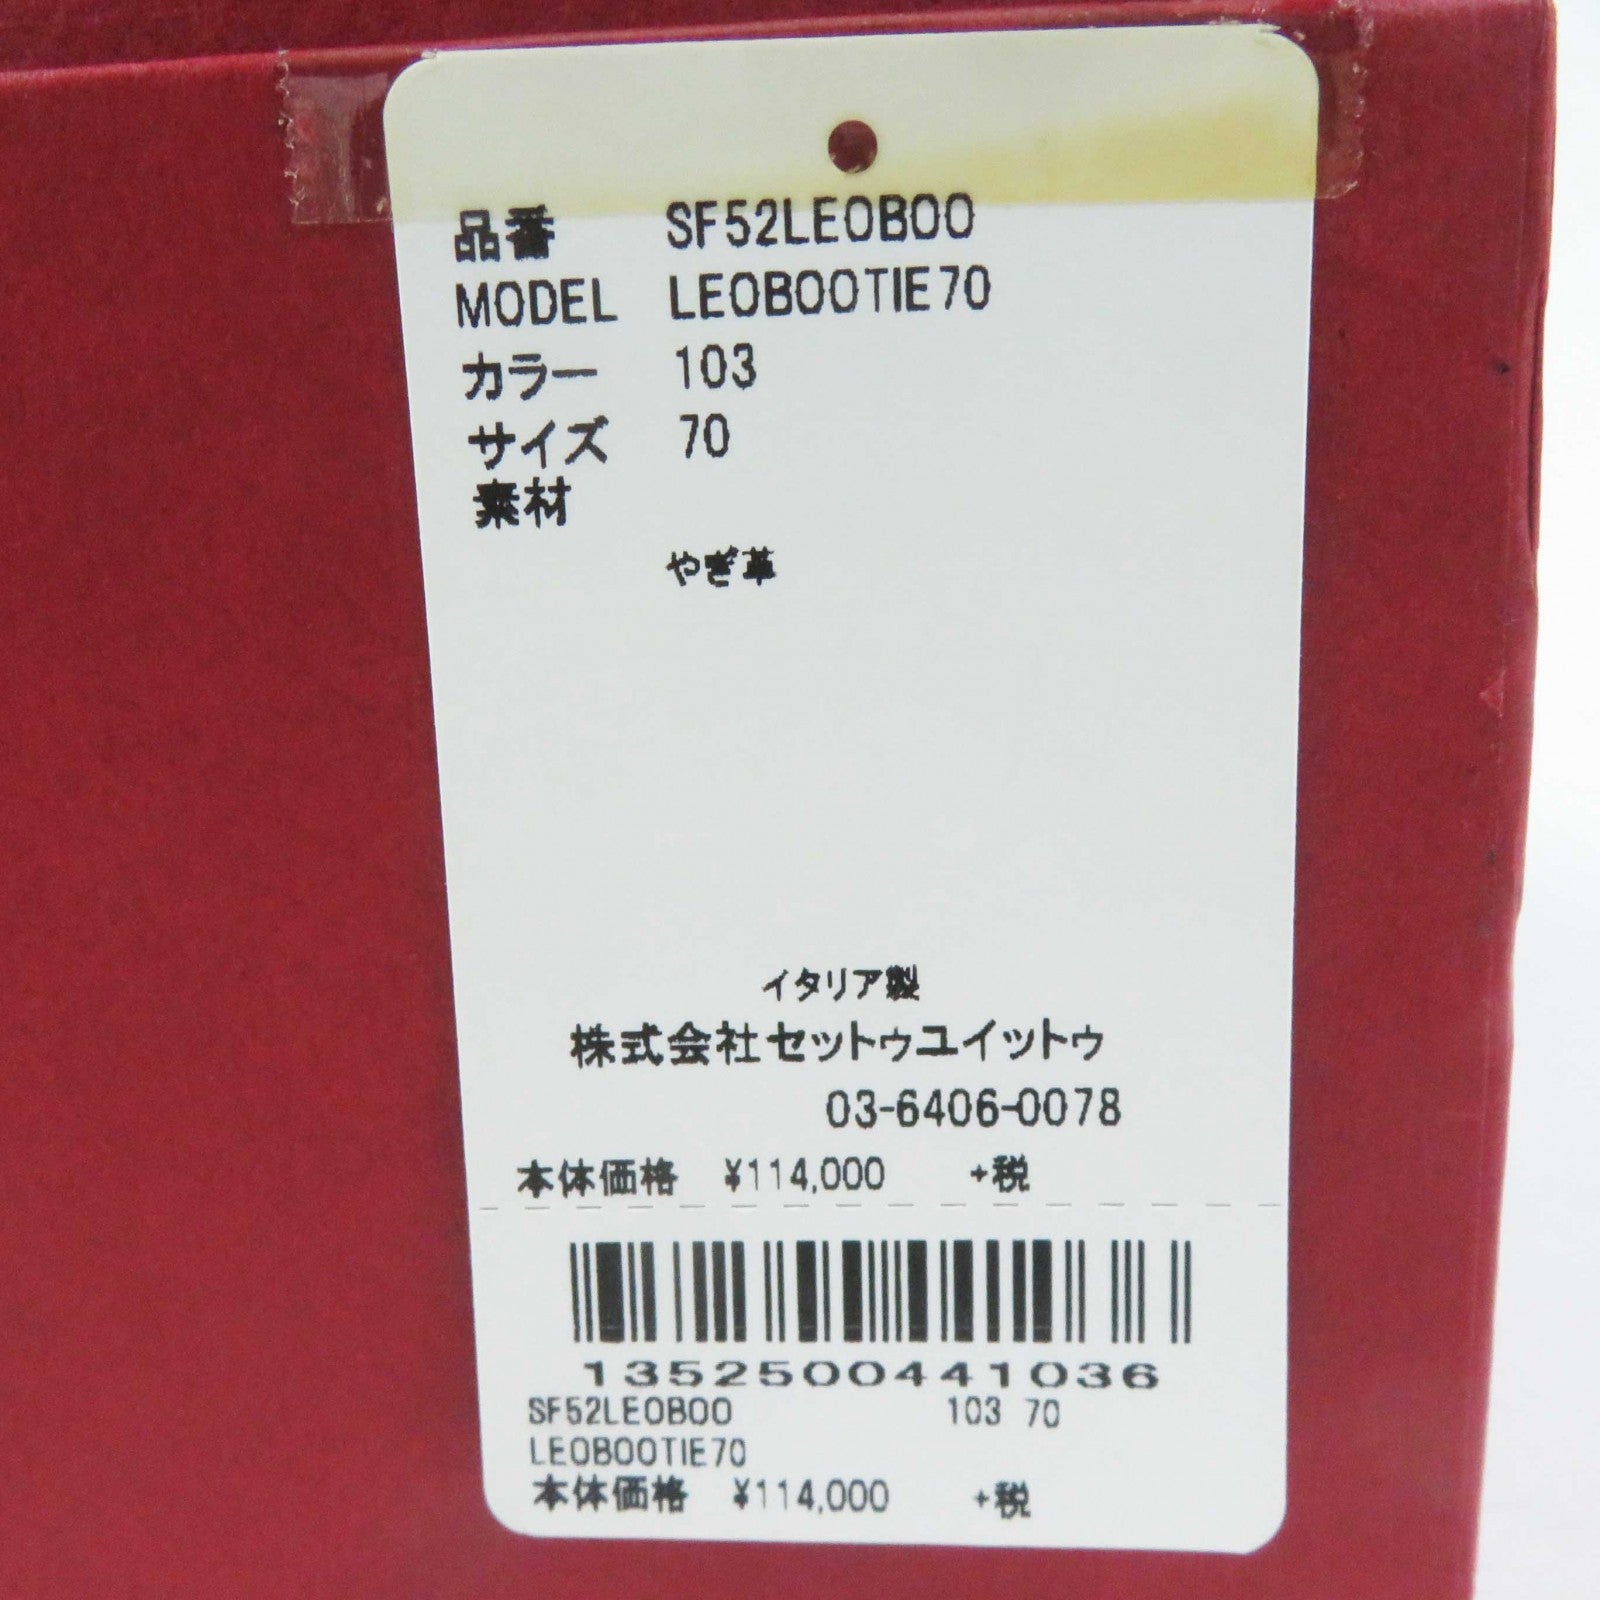 品番 SF52LEOBOO
MODEL LEOBOOTIE70
カラー 103
サイズ 70
素材
やぎ革
イタリア製
株式会社セットゥユイットゥ
03-6406-0078
本体価格 ¥114,000 +税
1352500441036
SF52LEOBOO 103 70
LEOBOOTIE70
本体価格 ¥114,000 +税